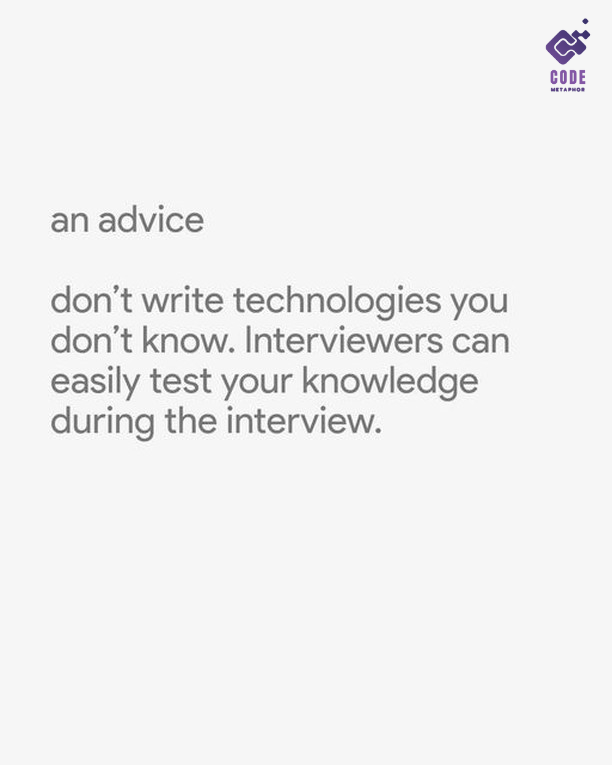 CODE
METAPHOR
an advice
don’t write technologies you
don’t know. Interviewers can
easily test your knowledge
during the interview.